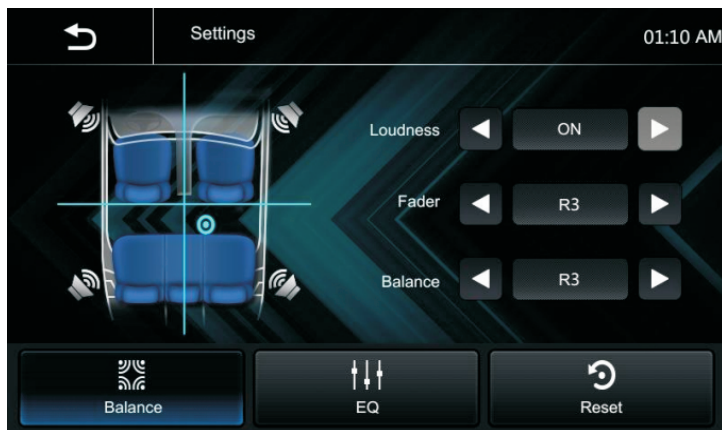 Settings
01:10 AM
Loudness
ON
Fader
R3
Balance
R3
Balance
EQ
Reset